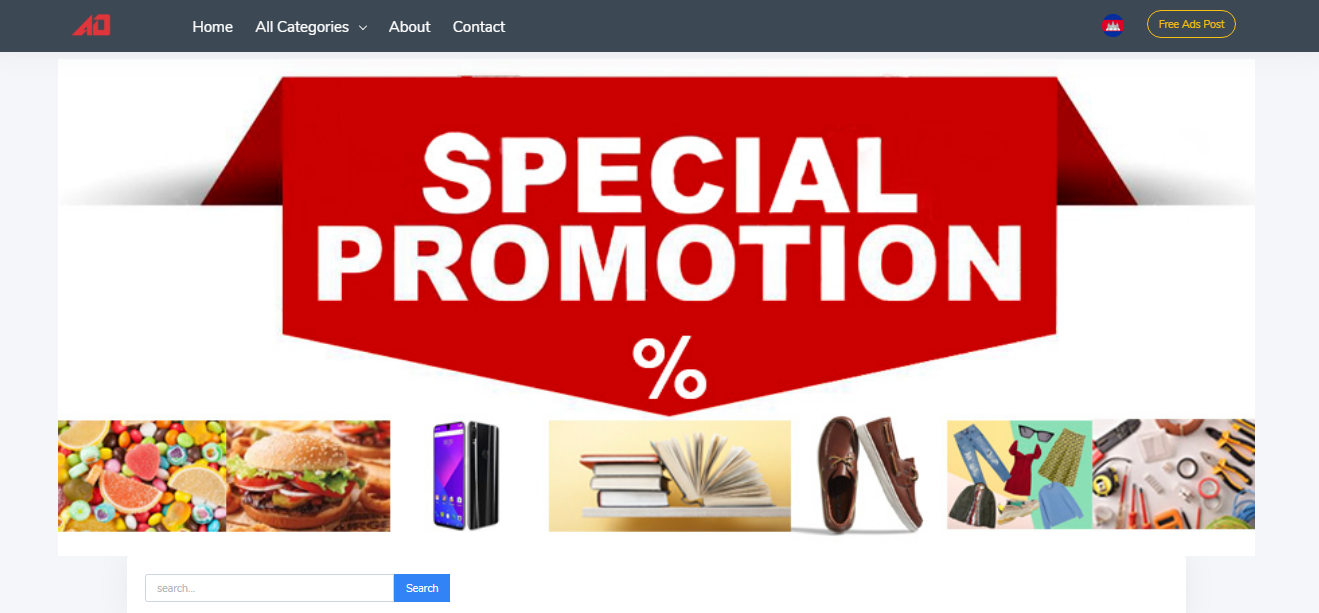 AD
Home
All Categories
About
Contact
Free Ads Post
SPECIAL
PROMOTION
%
search...
Search